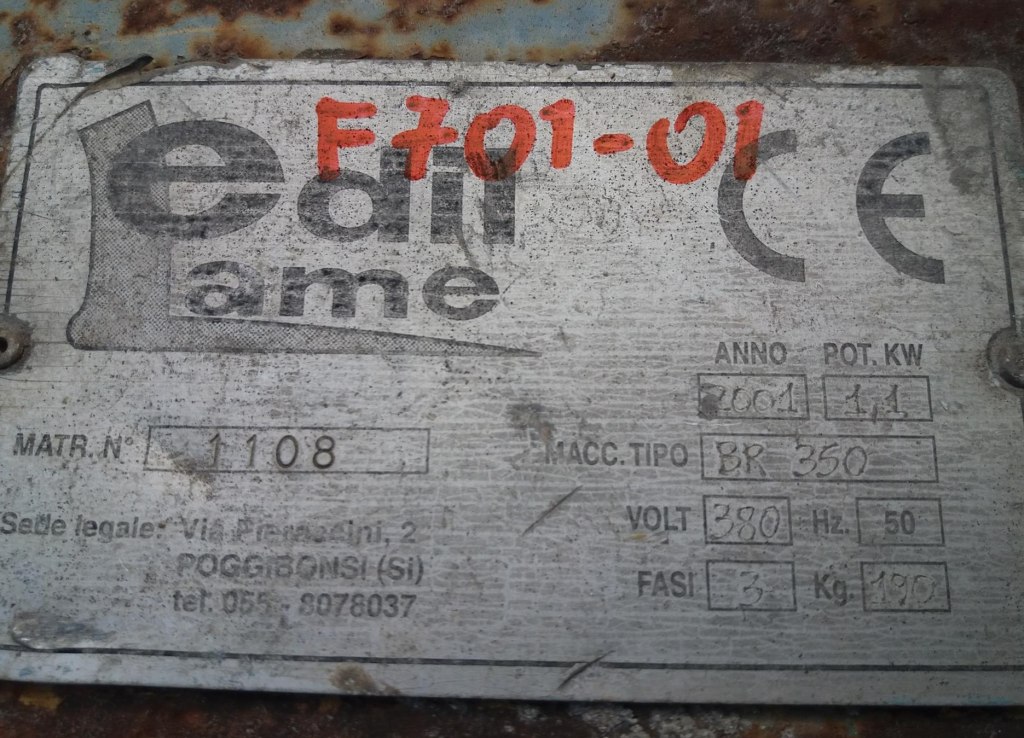 F701-01
edil
ame
CE
ANNO POT. KW
2001 1,1
MATR. N° 1108
MACC. TIPO BR 350
VOLT 380 Hz. 50
FASI 3 Kg. 190
Sede legale: Via 2
POGGIBONSI (Si)
tel. 055 - 8078037